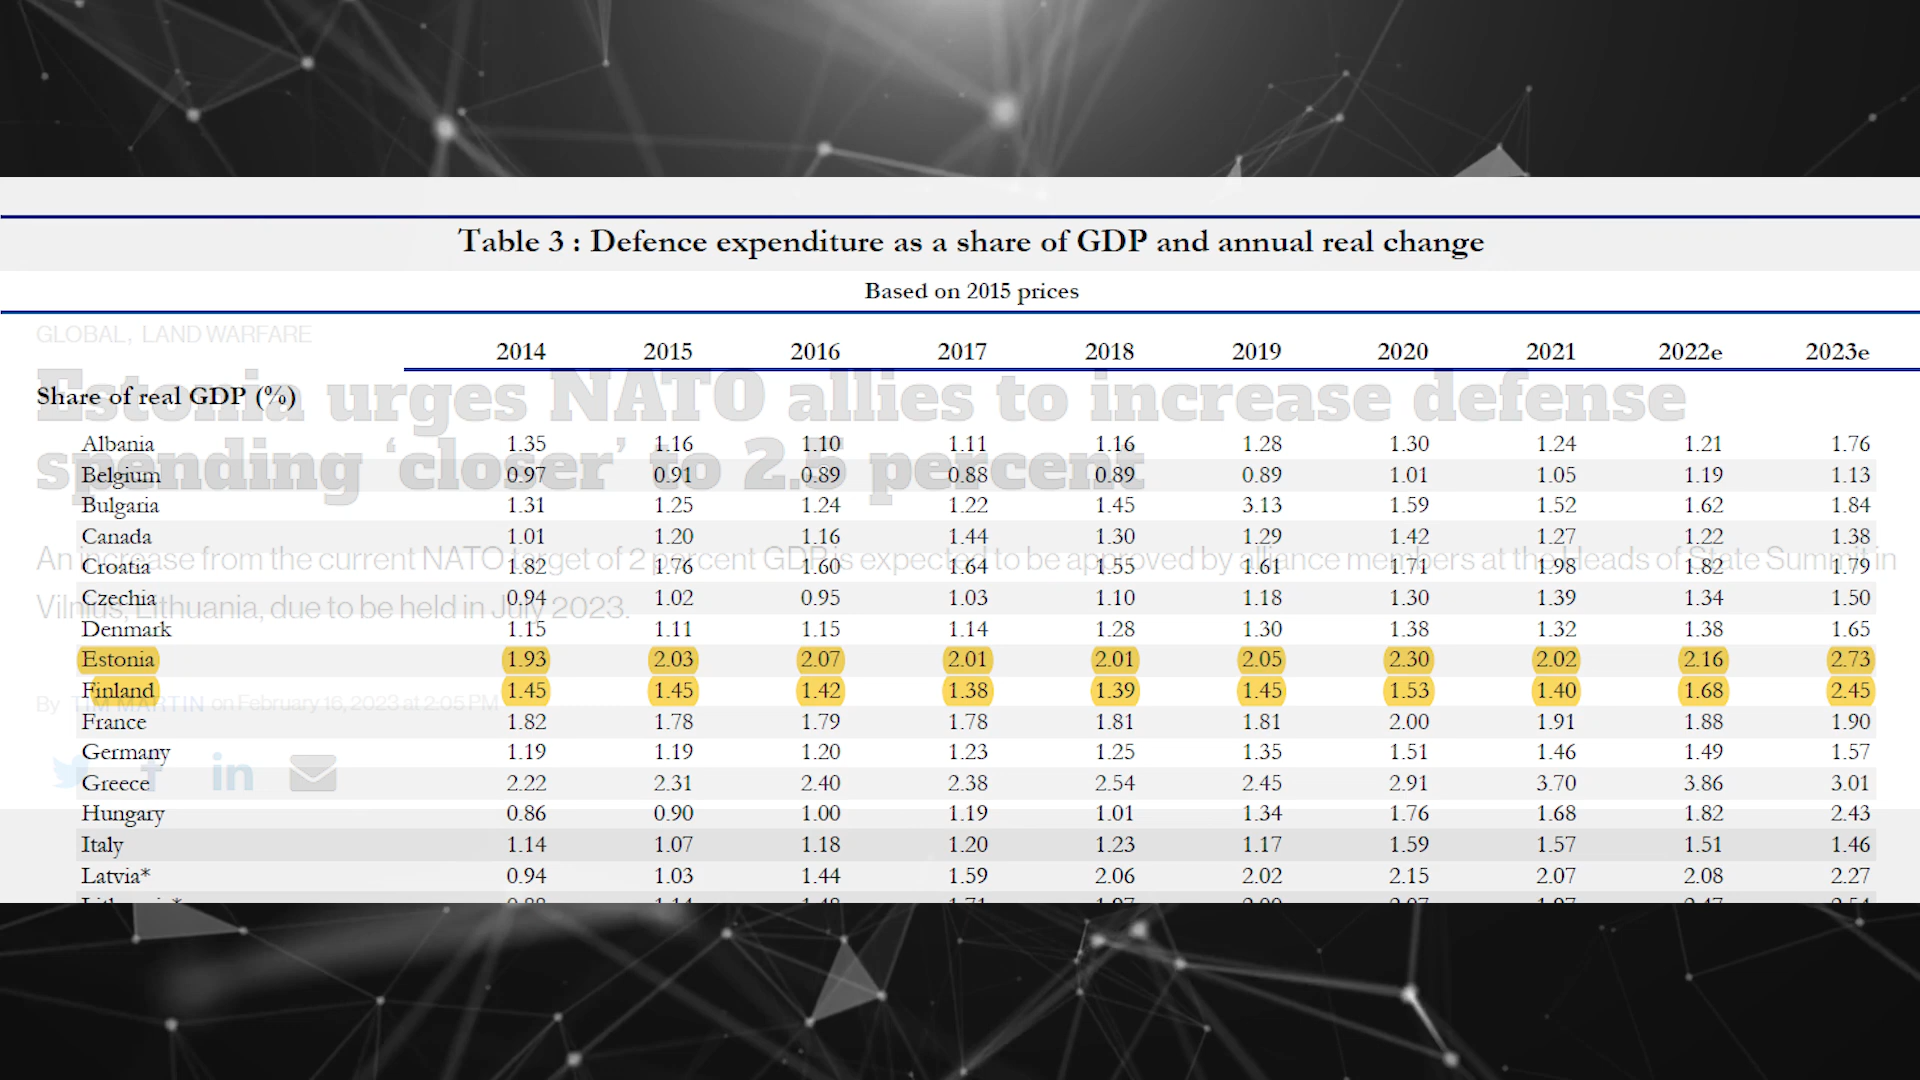 Table 3 : Defence expenditure as a share of GDP and annual real change
Based on 2015 prices
GLOBAL, LAND WARFARE
2014 2015 2016 2017 2018 2019 2020 2021 2022e 2023e
Share of real GDP (%)
Estonia urges NATO allies to increase defense
spending ‘closer’ to 2.5 percent
Albania 1.35 1.16 1.10 1.11 1.16 1.28 1.30 1.24 1.21 1.76
Belgium 0.97 0.91 0.89 0.88 0.89 0.89 1.01 1.05 1.19 1.13
Bulgaria 1.31 1.25 1.24 1.22 1.45 3.13 1.59 1.52 1.62 1.84
Canada 1.01 1.20 1.16 1.44 1.30 1.29 1.42 1.27 1.22 1.38
An increase from the current NATO target of 2 percent GDP is expected to be approved by alliance members at the Heads of State Summit in
Croatia 1.82 1.76 1.60 1.64 1.55 1.61 1.71 1.98 1.82 1.79
Czechia 0.94 1.02 0.95 1.03 1.10 1.18 1.30 1.39 1.34 1.50
Vilnius, Lithuania, due to be held in July 2023.
Denmark 1.15 1.11 1.15 1.14 1.28 1.30 1.38 1.32 1.38 1.65
Estonia 1.93 2.03 2.07 2.01 2.01 2.05 2.30 2.02 2.16 2.73
Finland 1.45 1.45 1.42 1.38 1.39 1.45 1.53 1.40 1.68 2.45
By TIM MARTIN on February 16, 2023 at 2:05 PM
France 1.82 1.78 1.79 1.78 1.81 1.81 2.00 1.91 1.88 1.90
Germany 1.19 1.19 1.20 1.23 1.25 1.35 1.51 1.46 1.49 1.57
Greece 2.22 2.31 2.40 2.38 2.54 2.45 2.91 3.70 3.86 3.01
Hungary 0.86 0.90 1.00 1.19 1.01 1.34 1.76 1.68 1.82 2.43
Italy 1.14 1.07 1.18 1.20 1.23 1.17 1.59 1.57 1.51 1.46
Latvia* 0.94 1.03 1.44 1.59 2.06 2.02 2.15 2.07 2.08 2.27